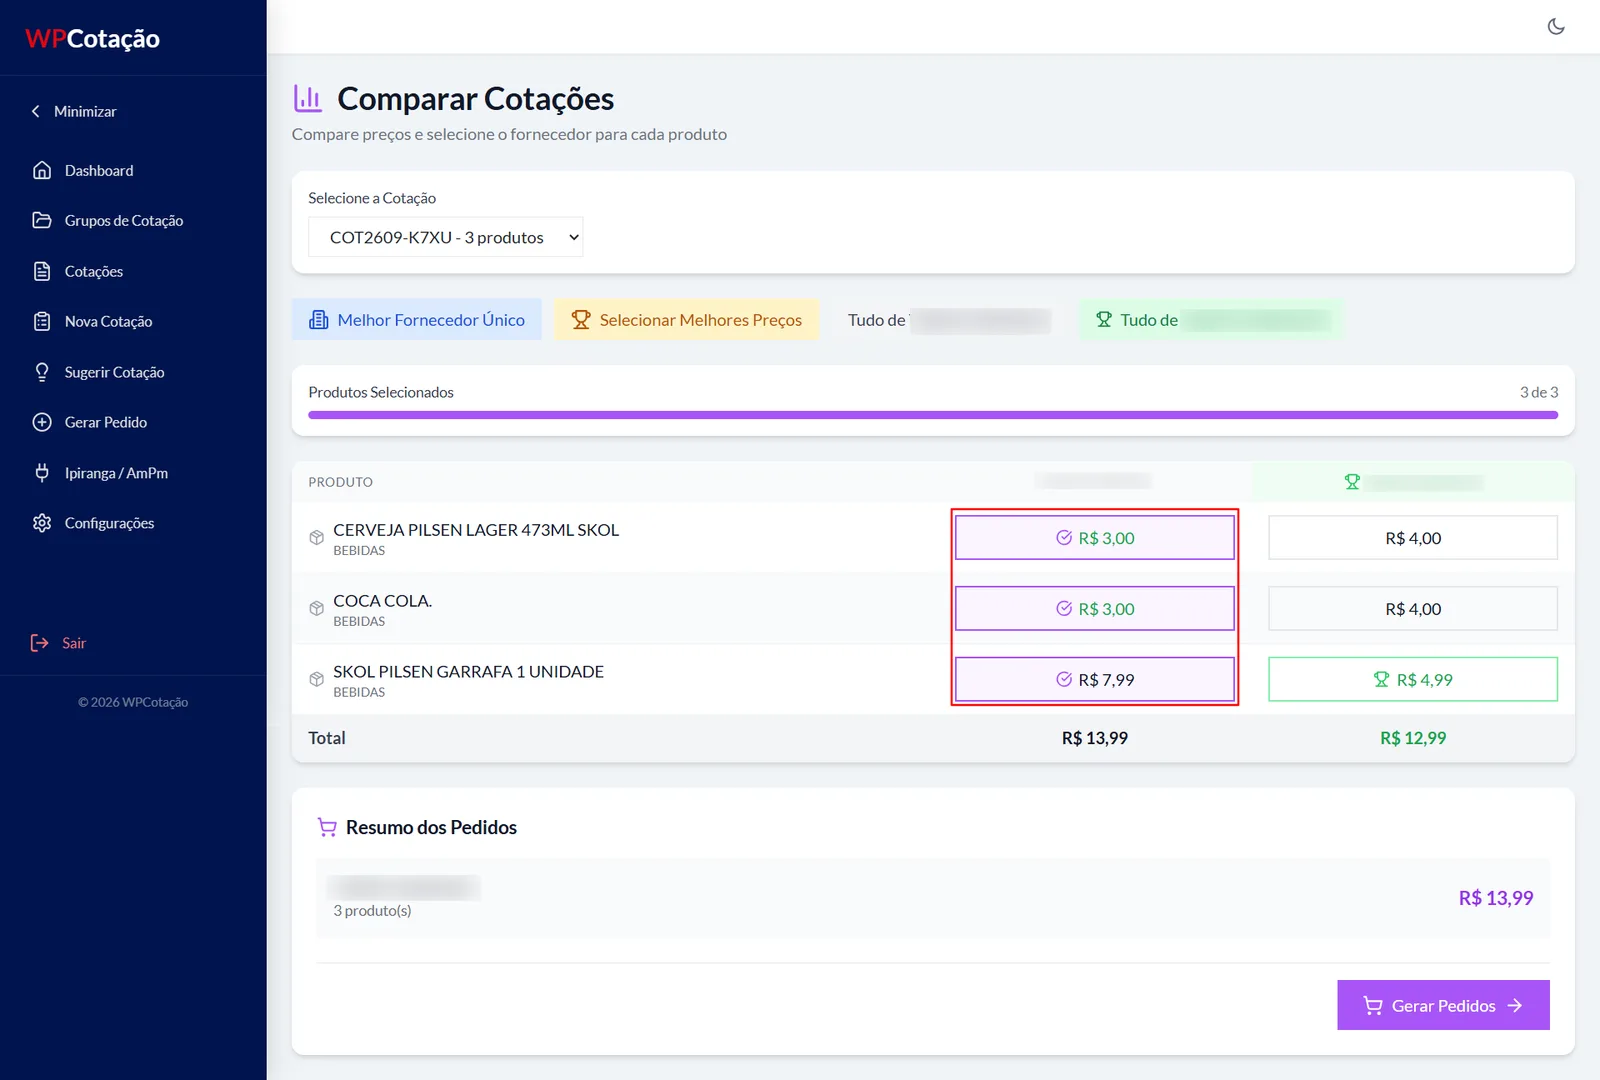 WPCotação
Minimizar
Dashboard
Grupos de Cotação
Cotações
Nova Cotação
Sugerir Cotação
Gerar Pedido
Ipiranga / AmPm
Configurações
Sair
© 2026 WPCotação
Comparar Cotações
Compare preços e selecione o fornecedor para cada produto
Selecione a Cotação
COT2609-K7XU - 3 produtos
Melhor Fornecedor Único
Selecionar Melhores Preços
Tudo de
Tudo de
Produtos Selecionados
3 de 3
PRODUTO
CERVEJA PILSEN LAGER 473ML SKOL
BEBIDAS
R$ 3,00
R$ 4,00
COCA COLA.
BEBIDAS
R$ 3,00
R$ 4,00
SKOL PILSEN GARRAFA 1 UNIDADE
BEBIDAS
R$ 7,99
R$ 4,99
Total
R$ 13,99
R$ 12,99
Resumo dos Pedidos
3 produto(s)
R$ 13,99
Gerar Pedidos